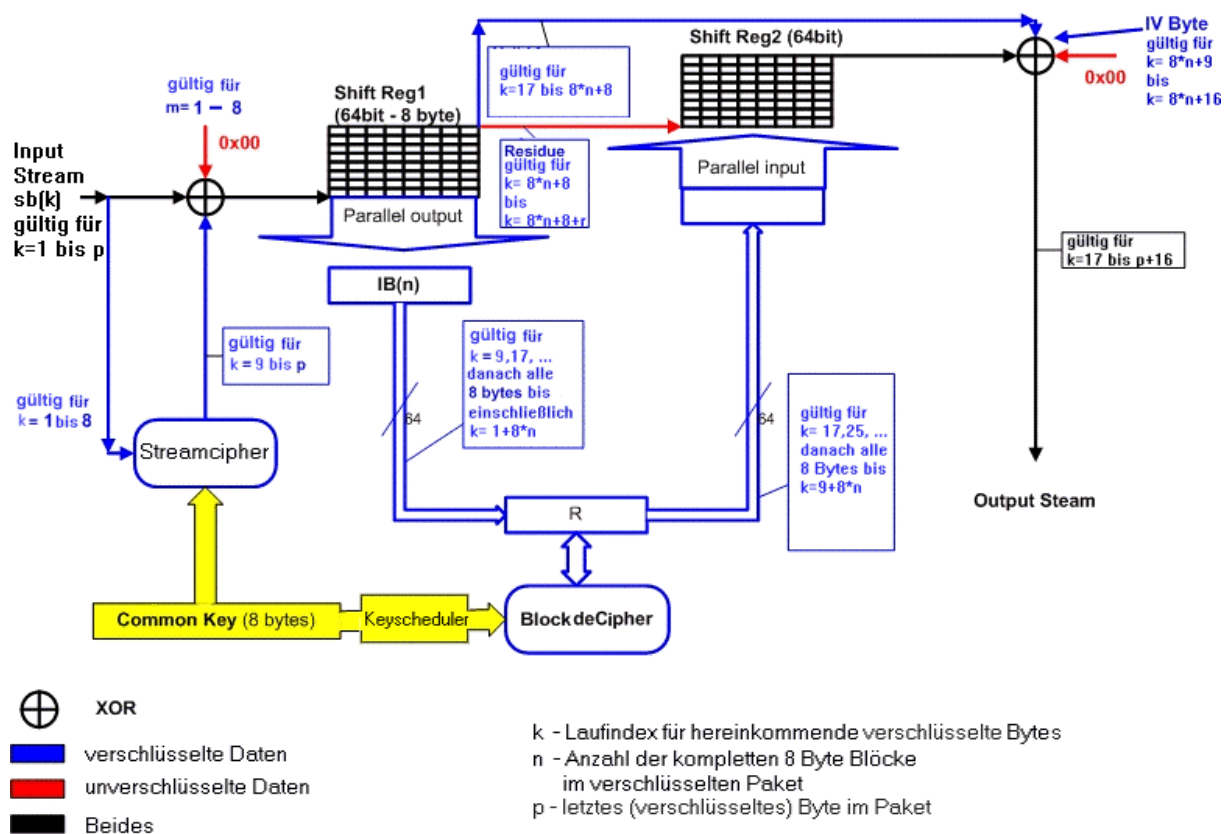 gültig für
k=17 bis 8*n+8
Shift Reg2 (64bit)
IV Byte
gültig für
k= 8*n+9
bis
k= 8*n+16
0x00
gültig für
m= 1 – 8
0x00
Shift Reg1
(64bit - 8 byte)
Input
Stream
sb(k)
gültig für
k=1 bis p
Residue
gültig für
k= 8*n+8
bis
k= 8*n+8+r
Parallel output
Parallel input
gültig für
k=17 bis p+16
IB(n)
gültig für
k = 9 bis p
gültig für
k = 9,17, ...
danach alle
8 bytes bis
einschließlich
k= 1+8*n
64
gültig für
k= 17,25, ...
danach alle
8 Bytes bis
k=9+8*n
64
gültig für
k= 1 bis 8
Streamcipher
R
Output Steam
Common Key (8 bytes)
Keyscheduler
BlockdeCipher
XOR
verschlüsselte Daten
unverschlüsselte Daten
Beides
k - Laufindex für hereinkommende verschlüsselte Bytes
n - Anzahl der kompletten 8 Byte Blöcke
im verschlüsselten Paket
p - letztes (verschlüsseltes) Byte im Paket